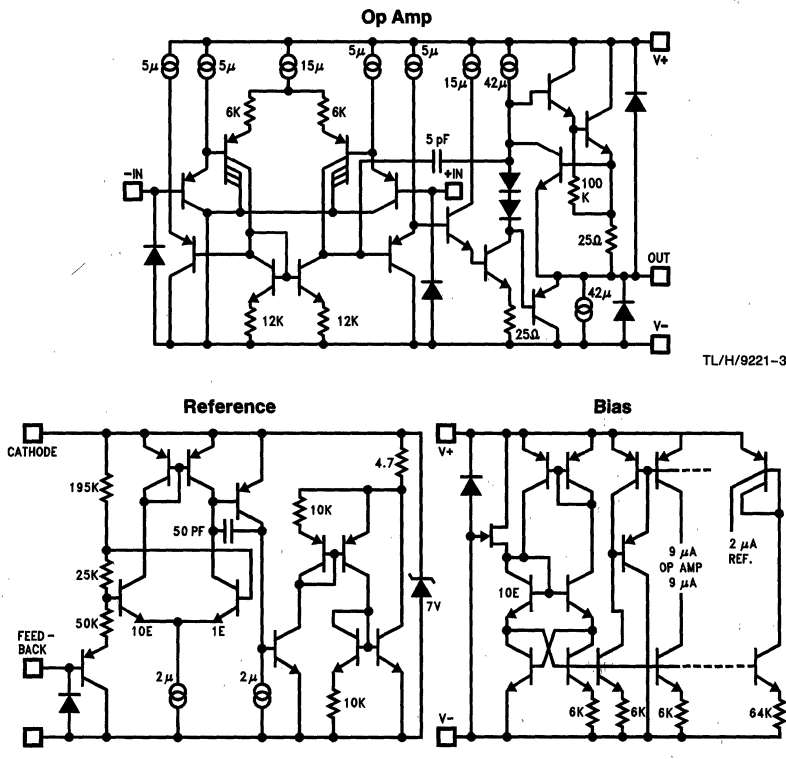 Op Amp
5μ
5μ
15μ
5μ
5μ
15μ
42μ
V+
6K
6K
5 pF
-IN
+IN
100
K
25Ω
OUT
42μ
12K
12K
25Ω
V-
TL/H/9221-3
Reference
CATHODE
195K
4.7
10K
50 PF
25K
10E
1E
7V
50K
FEED-
BACK
2μ
2μ
10K
Bias
V+
2 μA
REF.
9 μA
OP AMP
9 μA
10E
6K
6K
6K
64K
V-